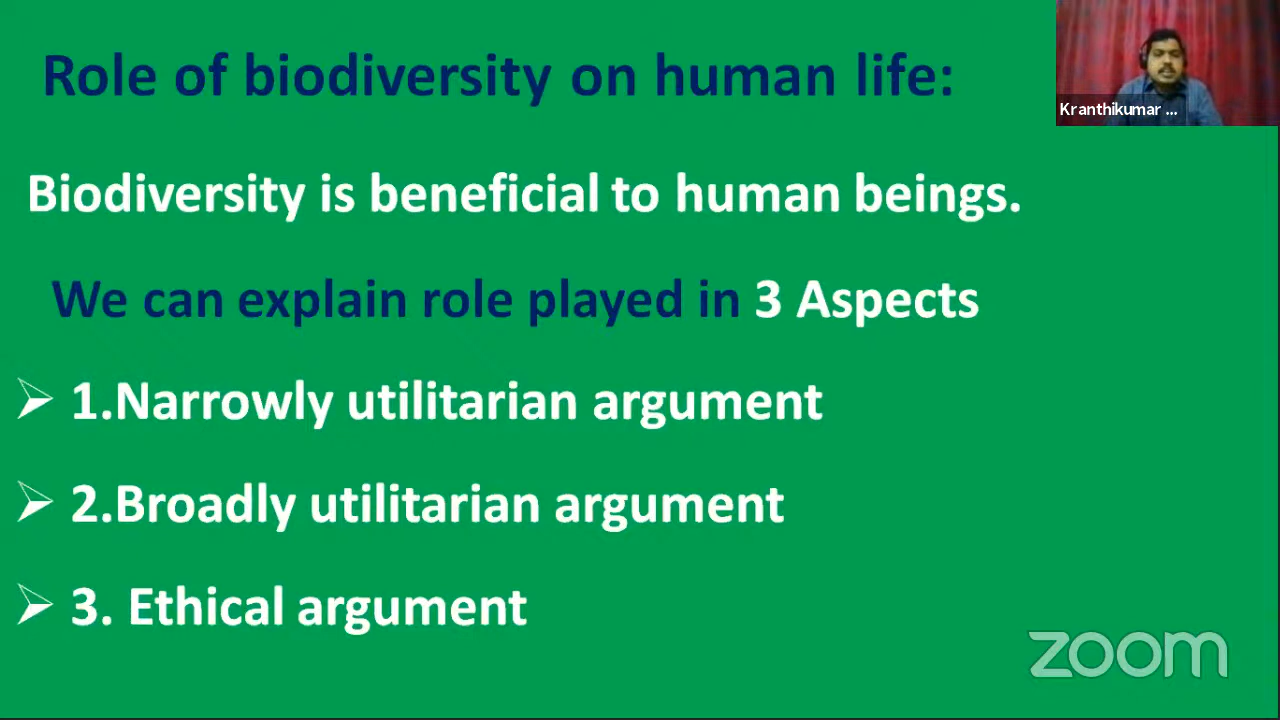 Role of biodiversity on human life:
Kranthikumar ...
Biodiversity is beneficial to human beings.
We can explain role played in 3 Aspects
➢ 1.Narrowly utilitarian argument
➢ 2.Broadly utilitarian argument
➢ 3. Ethical argument
zoom